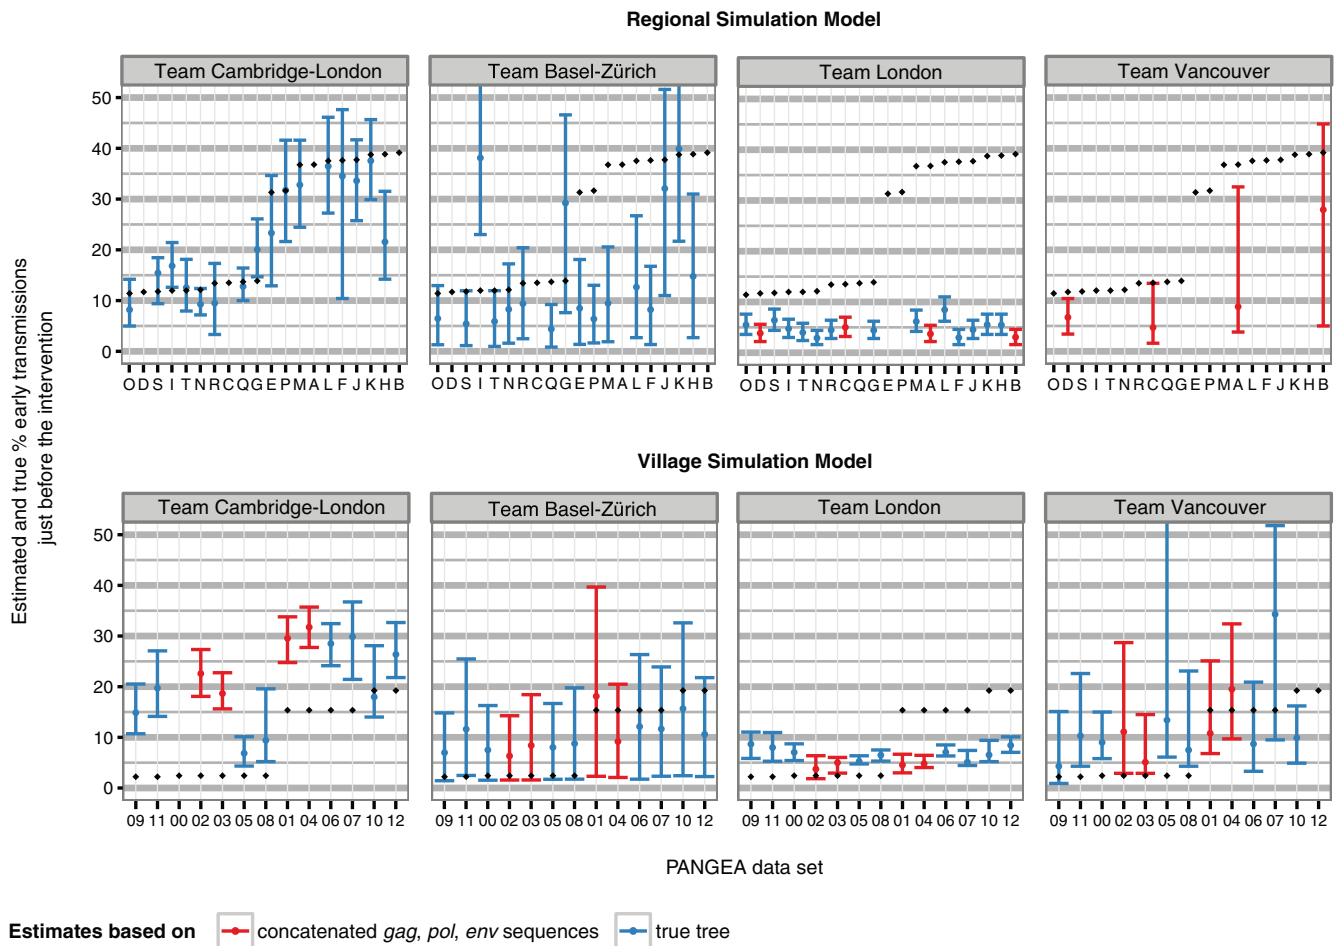 Regional Simulation Model
Team Cambridge-London Team Basel-Zürich Team London Team Vancouver
50
40
30
20
10
0
O D S I T N R C Q G E P M A L F J K H B O D S I T N R C Q G E P M A L F J K H B O D S I T N R C Q G E P M A L F J K H B O D S I T N R C Q G E P M A L F J K H B
Estimated and true % early transmissions
just before the intervention
Village Simulation Model
Team Cambridge-London Team Basel-Zürich Team London Team Vancouver
50
40
30
20
10
0
09 11 00 02 03 05 08 01 04 06 07 10 12 09 11 00 02 03 05 08 01 04 06 07 10 12 09 11 00 02 03 05 08 01 04 06 07 10 12 09 11 00 02 03 05 08 01 04 06 07 10 12
PANGEA data set
Estimates based on concatenated gag, pol, env sequences true tree